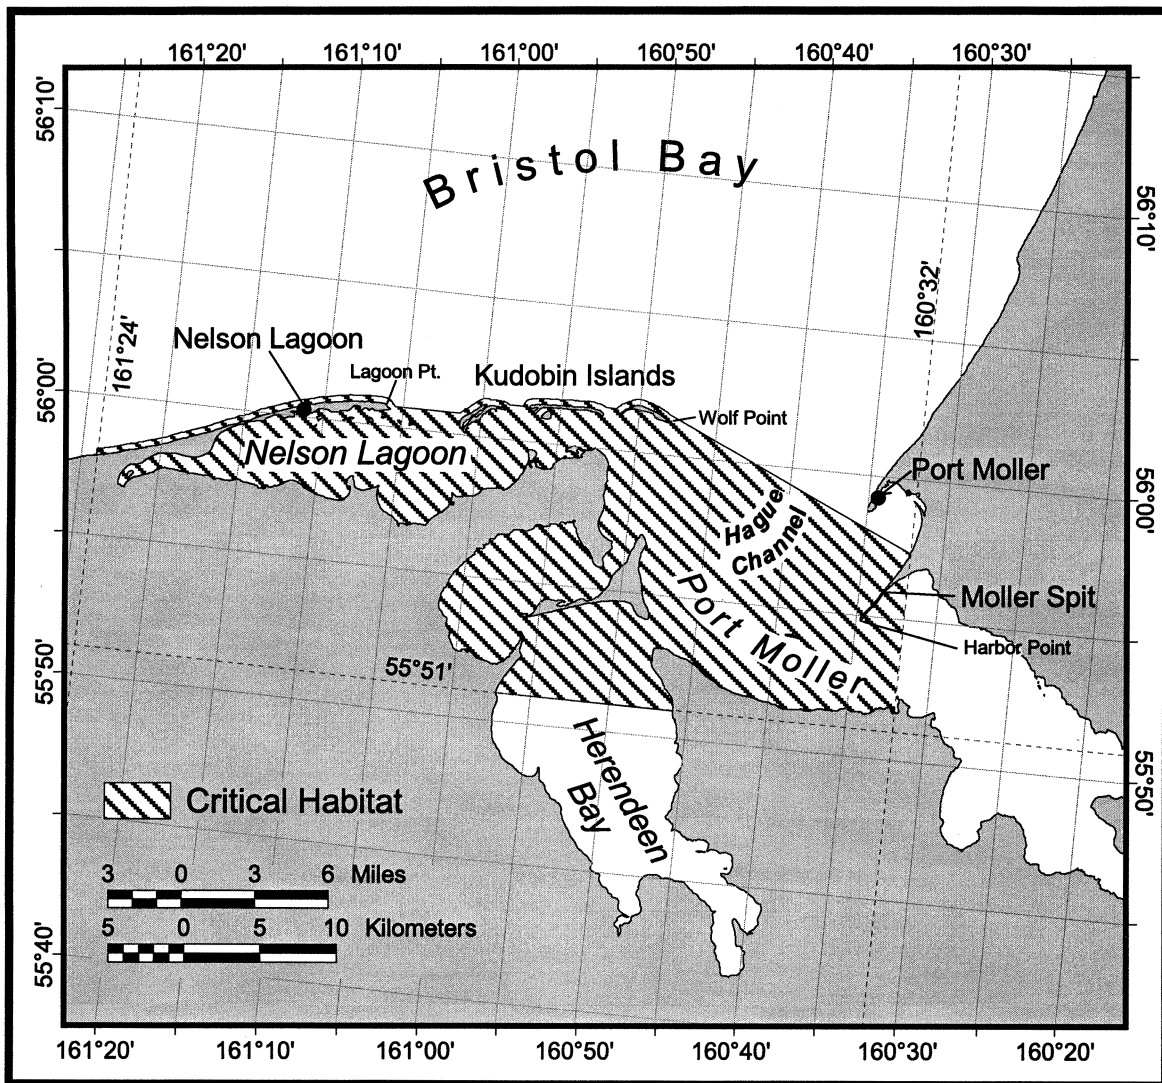 161°20' 161°10' 161°00' 160°50' 160°40' 160°30'
56°10'
56°00'
55°50'
55°40'
56°10'
56°00'
55°50'
Bristol Bay
161°24'
160°32'
Nelson Lagoon
Lagoon Pt.
Kudobin Islands
Wolf Point
Nelson Lagoon
Port Moller
Hague
Channel
Moller Spit
Port Moller
Harbor Point
55°51'
Herendeen
Bay
Critical Habitat
3 0 3 6 Miles
5 0 5 10 Kilometers
161°20' 161°10' 161°00' 160°50' 160°40' 160°30' 160°20'